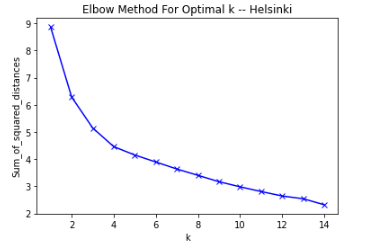 Elbow Method For Optimal k -- Helsinki
Sum_of_squared_distances
9
8
7
6
5
4
3
2
2 4 6 8 10 12 14
k